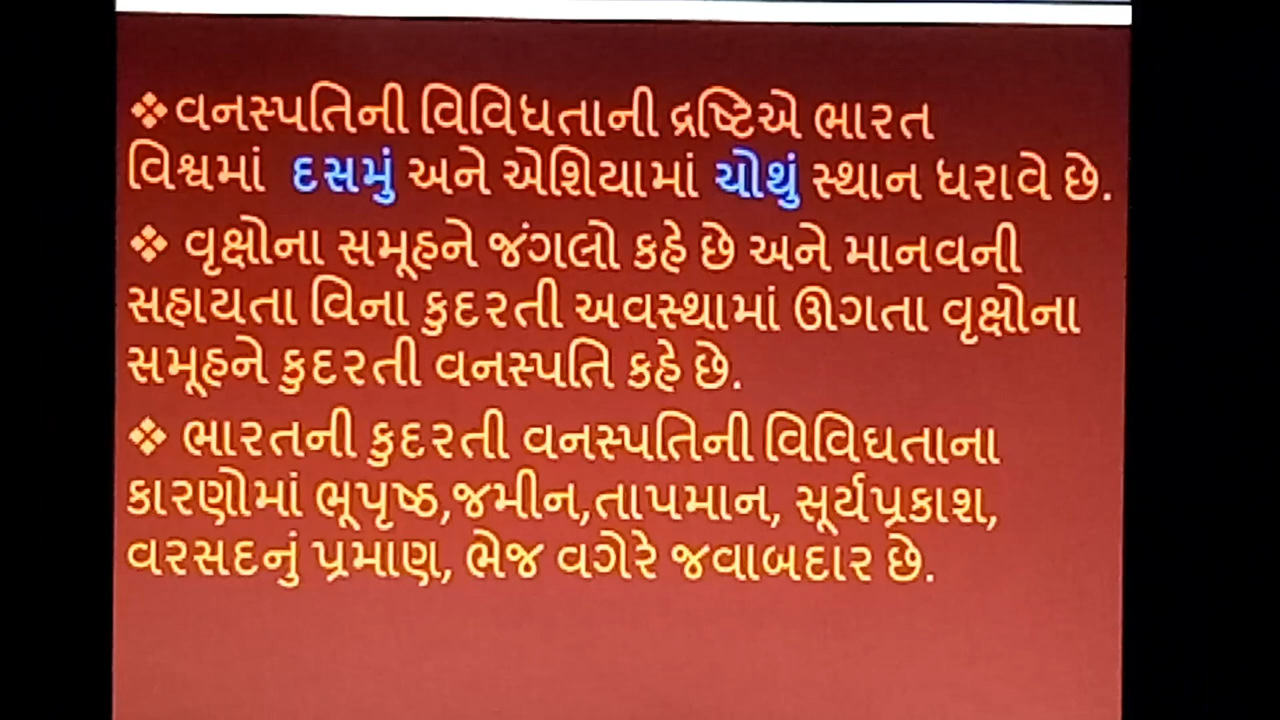 ❖વનસ્પતિની વિવિધતાની દ્રષ્ટિએ ભારત
વિશ્વમાં દસમું અને એશિયામાં ચોથું સ્થાન ધરાવે છે.
❖ વૃક્ષોના સમૂહને જંગલો કહે છે અને માનવની
સહાયતા વિના કુદરતી અવસ્થામાં ઊગતા વૃક્ષોના
સમૂહને કુદરતી વનસ્પતિ કહે છે.
❖ ભારતની કુદરતી વનસ્પતિની વિવિધતાના
કારણોમાં ભૂપૃષ્ઠ,જમીન,તાપમાન, સૂર્યપ્રકાશ,
વરસદનું પ્રમાણ, ભેજ વગેરે જવાબદાર છે.